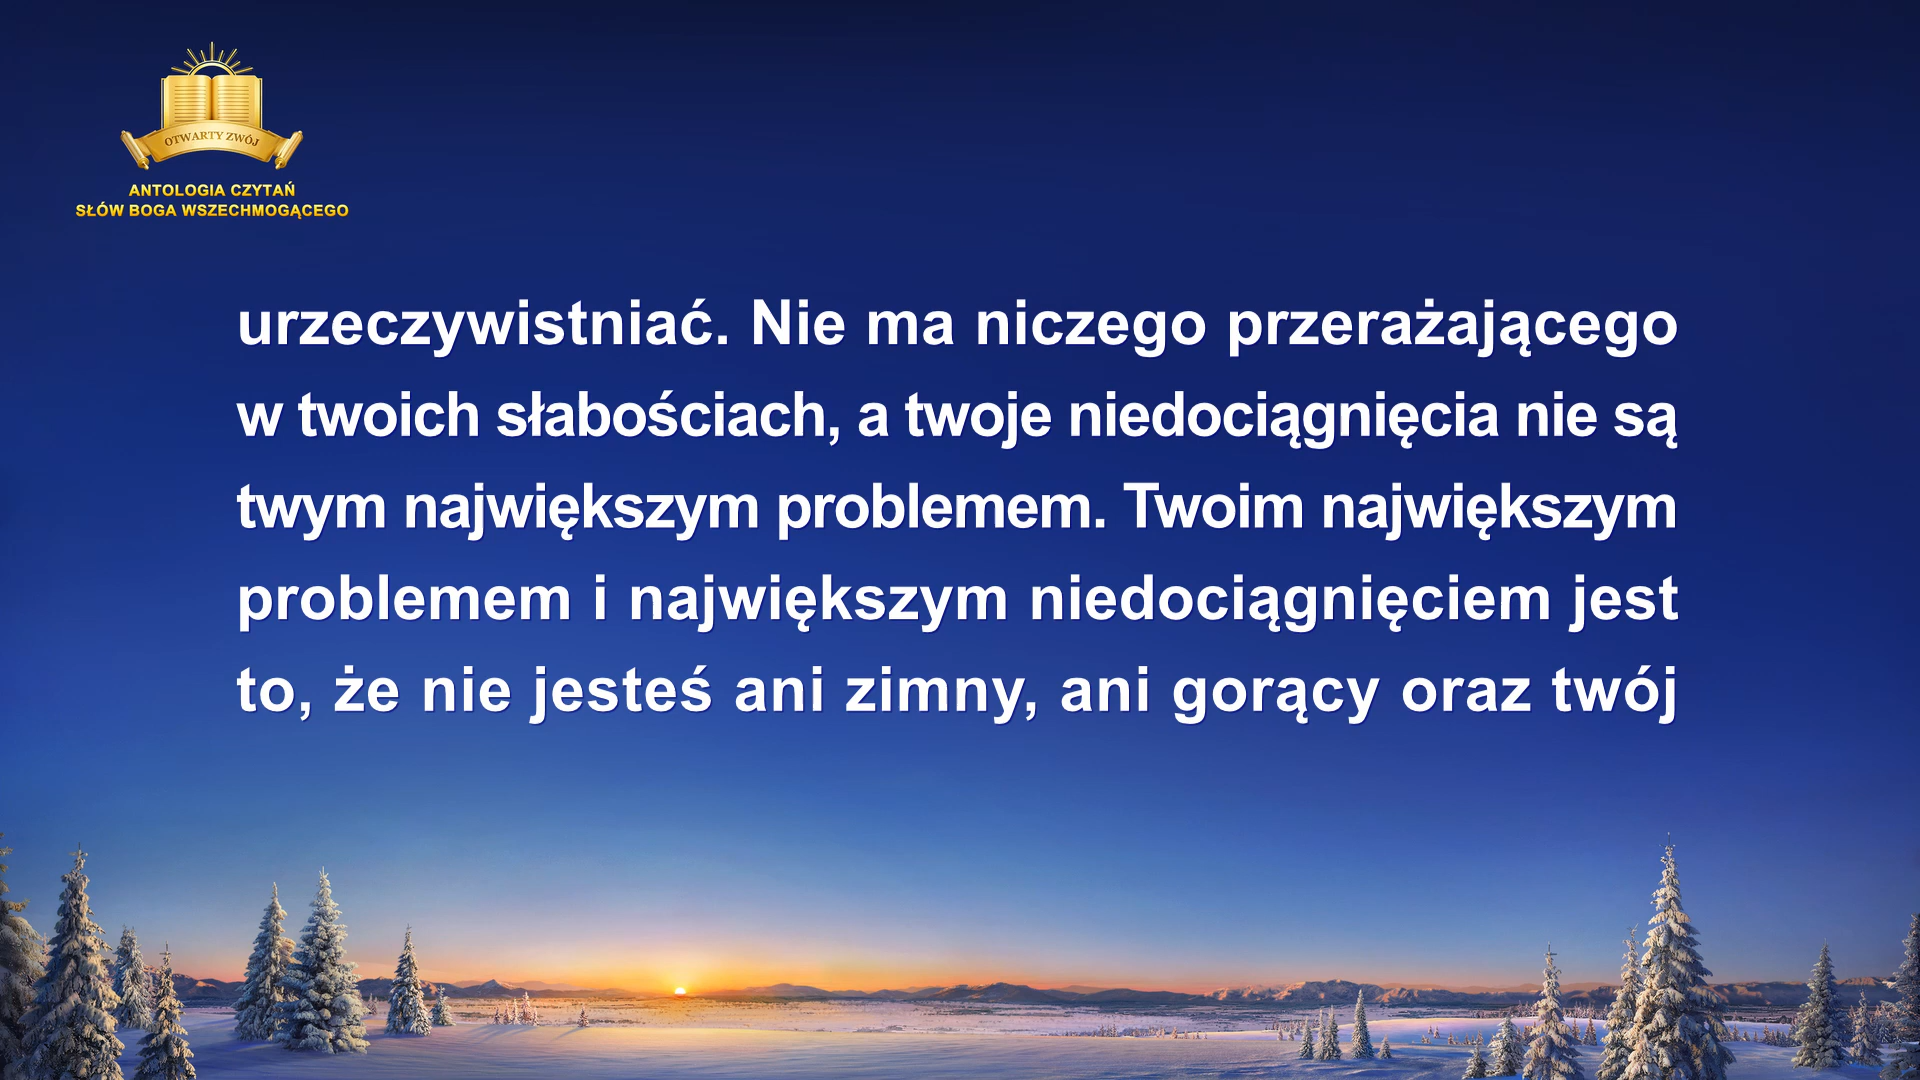 OTWARTY ZWÓJ
ANTOLOGIA CZYTAŃ
SŁÓW BOGA WSZECHMOGĄCEGO
urzeczywistniać. Nie ma niczego przerażającego
w twoich słabościach, a twoje niedociągnięcia nie są
twym największym problemem. Twoim największym
problemem i największym niedociągnięciem jest
to, że nie jesteś ani zimny, ani gorący oraz twój